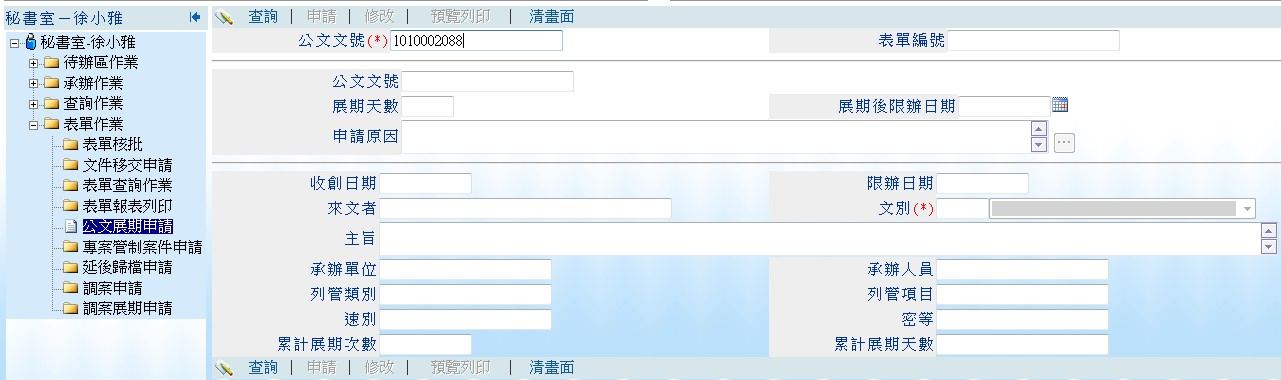 秘書室－徐小雅
秘書室-徐小雅
待辦區作業
承辦作業
查詢作業
表單作業
表單核批
文件移交申請
表單查詢作業
表單報表列印
公文展期申請
專案管制案件申請
延後歸檔申請
調案申請
調案展期申請
查詢 | 申請 | 修改 | 預覽列印 | 清畫面
公文文號(*) 1010002088 表單編號
公文文號
展期天數 展期後限辦日期
申請原因 ...
收創日期 限辦日期
來文者 文別(*)
主旨
承辦單位 承辦人員
列管類別 列管項目
速別 密等
累計展期次數 累計展期天數
查詢 | 申請 | 修改 | 預覽列印 | 清畫面